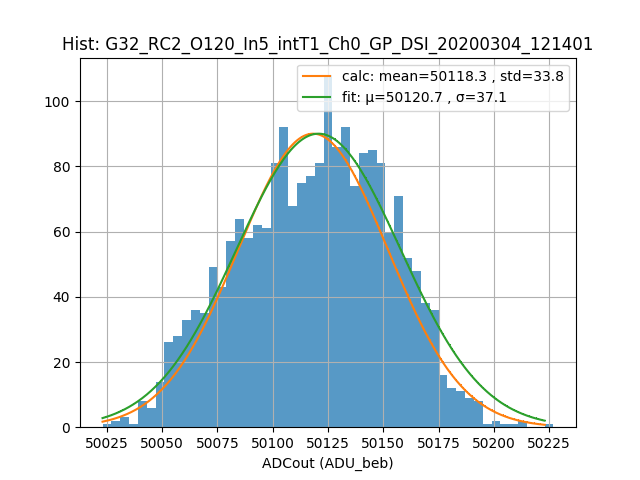 Hist: G32_RC2_O120_In5_intT1_Ch0_GP_DSI_20200304_121401
calc: mean=50118.3 , std=33.8
fit: μ=50120.7 , σ=37.1
100
80
60
40
20
0
50025 50050 50075 50100 50125 50150 50175 50200 50225
ADCout (ADU_beb)